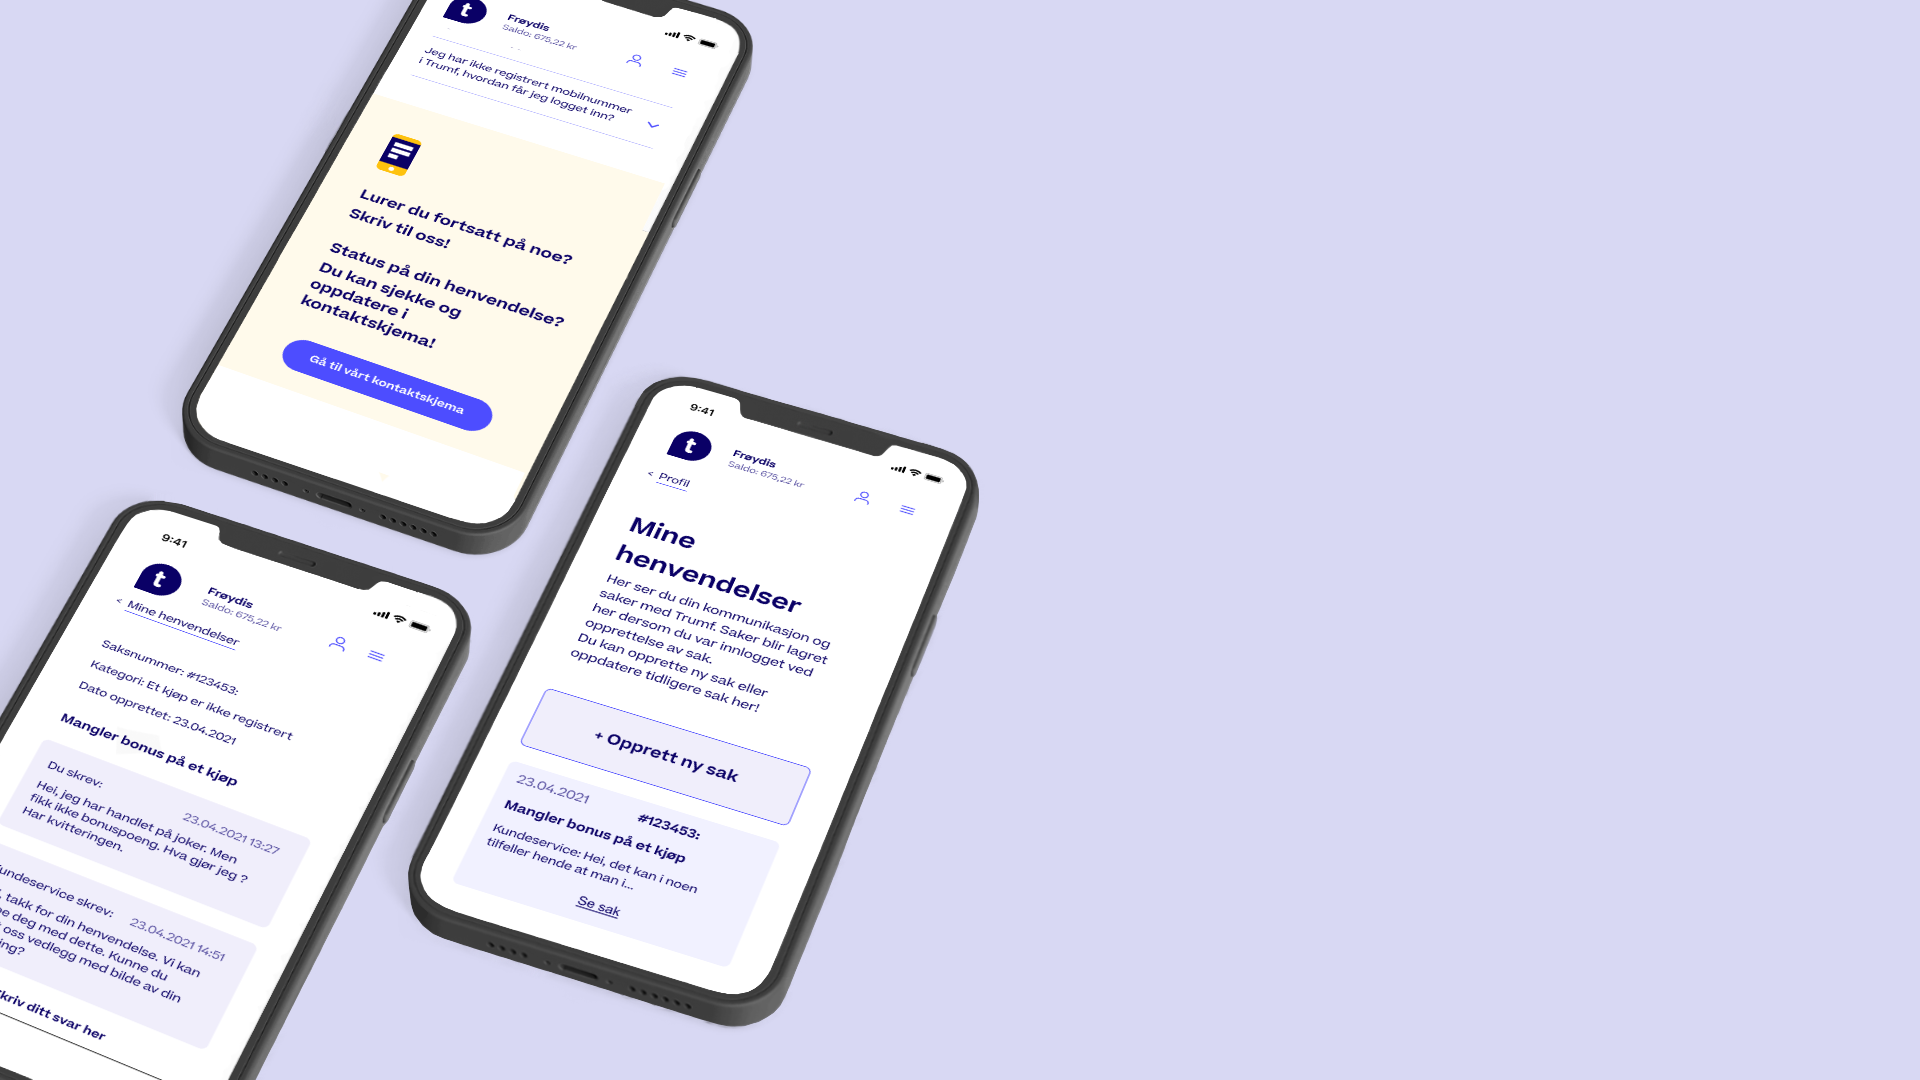 t
Frøydis
Saldo: 675,22 kr
Jeg har ikke registrert mobilnummer
i Trumf, hvordan får jeg logget inn?
Lurer du fortsatt på noe?
Skriv til oss!
Status på din henvendelse?
Du kan sjekke og
oppdatere i
kontaktskjema!
Gå til vårt kontaktskjema
9:41
t
Frøydis
Saldo: 675,22 kr
< Mine henvendelser
Saksnummer: #123453:
Kategori: Et kjøp er ikke registrert
Dato opprettet: 23.04.2021
Mangler bonus på et kjøp
Du skrev:
23.04.2021 13:27
Hei, jeg har handlet på joker. Men
fikk ikke bonuspoeng. Hva gjør jeg ?
Har kvitteringen.
undeservice skrev:
23.04.2021 14:51
, takk for din henvendelse. Vi kan
pe deg med dette. Kunne du
oss vedlegg med bilde av din
ing?
kriv ditt svar her
9:41
t
Frøydis
Saldo: 675,22 kr
< Profil
Mine
henvendelser
Her ser du din kommunikasjon og
saker med Trumf. Saker blir lagret
her dersom du var innlogget ved
opprettelse av sak.
Du kan opprette ny sak eller
oppdatere tidligere sak her!
+ Opprett ny sak
23.04.2021
#123453:
Mangler bonus på et kjøp
Kundeservice: Hei, det kan i noen
tilfeller hende at man i...
Se sak